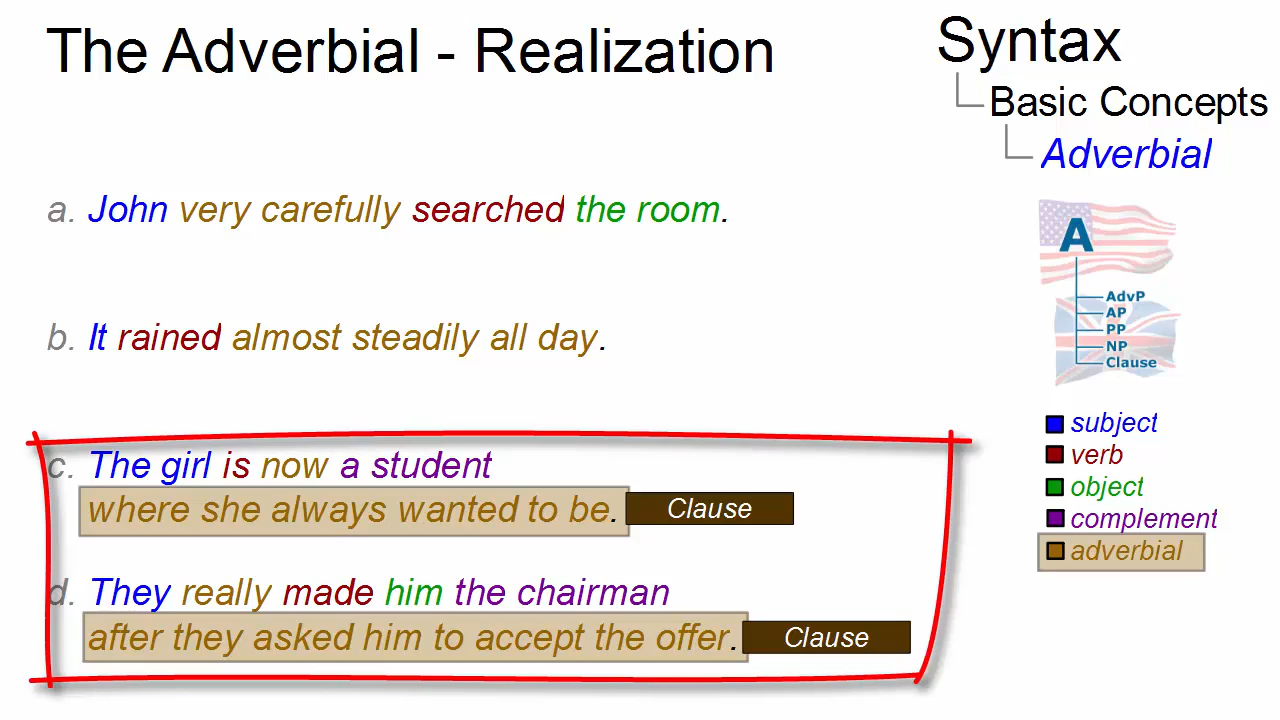 The Adverbial - Realization
Syntax
Basic Concepts
Adverbial
a. John very carefully searched the room.
b. It rained almost steadily all day.
c. The girl is now a student
where she always wanted to be. Clause
d. They really made him the chairman
after they asked him to accept the offer. Clause
A
AdvP
AP
PP
NP
Clause
subject
verb
object
complement
adverbial